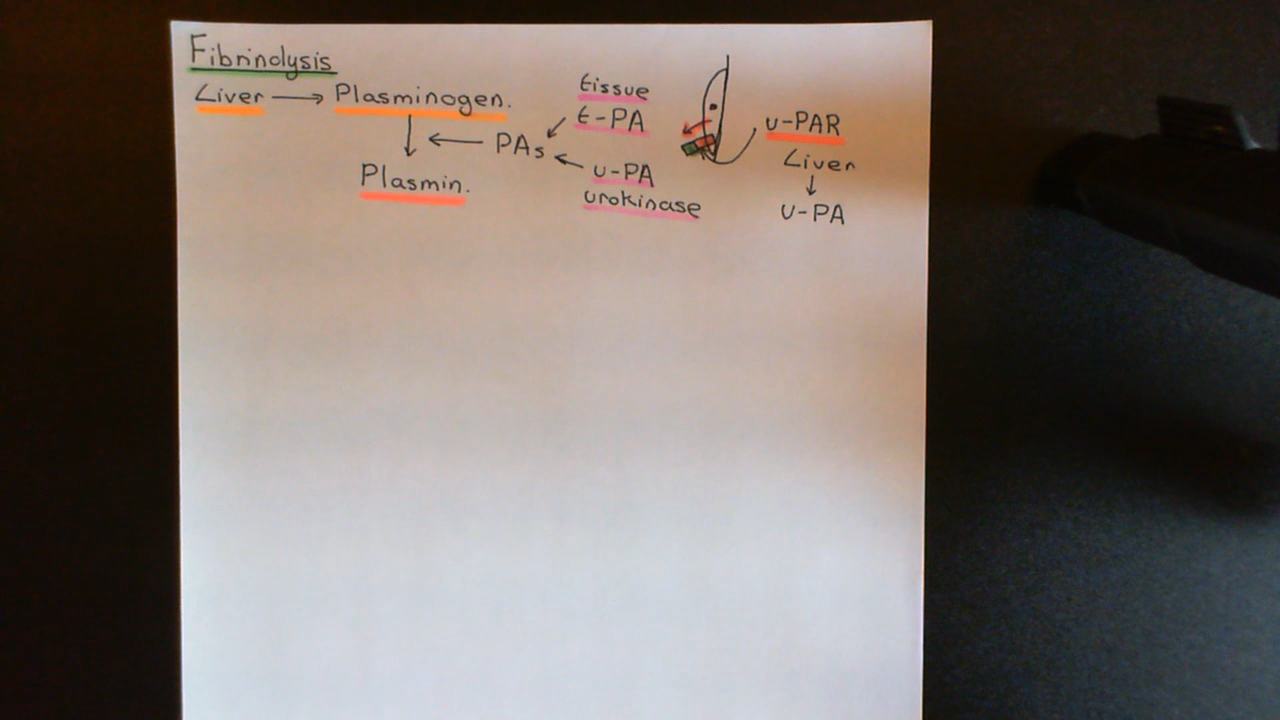 Fibrinolysis
Liver → Plasminogen.
← PAs
Plasmin.
tissue
t-PA
u-PA
urokinase
u-PAR
Liver
↓
u-PA